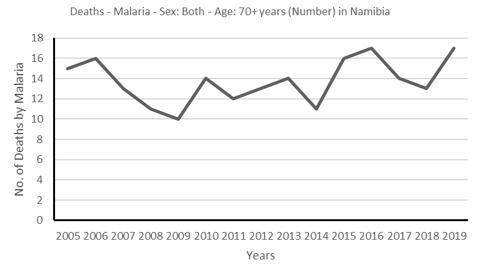 Deaths - Malaria - Sex: Both - Age: 70+ years (Number) in Namibia
No. of Deaths by Malaria
18
16
14
12
10
8
6
4
2
0
2005 2006 2007 2008 2009 2010 2011 2012 2013 2014 2015 2016 2017 2018 2019
Years